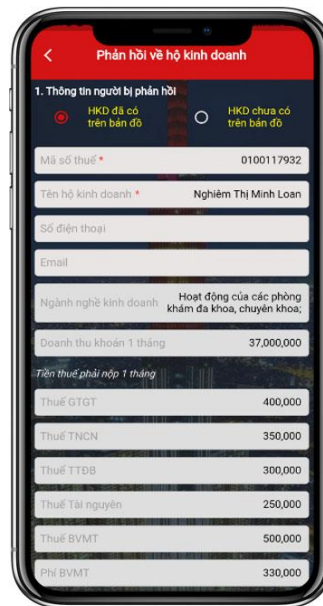 Phản hồi về hộ kinh doanh
1. Thông tin người bị phản hồi
HKD đã có
trên bản đồ
HKD chưa có
trên bản đồ
Mã số thuế * 0100117932
Tên hộ kinh doanh * Nghiêm Thị Minh Loan
Số điện thoại
Email
Ngành nghề kinh doanh Hoạt động của các phòng
khám đa khoa, chuyên khoa;
Doanh thu khoán 1 tháng 37,000,000
Tiền thuế phải nộp 1 tháng
Thuế GTGT 400,000
Thuế TNCN 350,000
Thuế TTĐB 300,000
Thuế Tài nguyên 250,000
Thuế BVMT 500,000
Phí BVMT 330,000